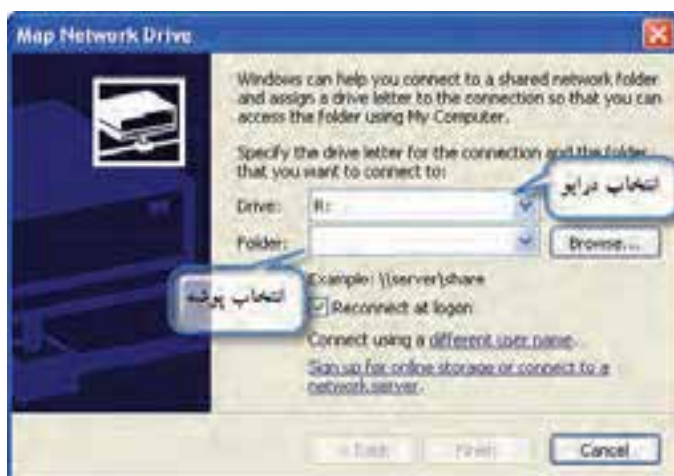 Map Network Drive
Windows can help you connect to a shared network folder
and assign a drive letter to the connection so that you can
access the folder using My Computer.
Specify the drive letter for the connection and the folder
that you want to connect to:
انتخاب درایو
Drive: R:
Folder: Browse...
انتخاب پوشه
Example: \\server\share
Reconnect at logon
Connect using a different user name.
Sign up for online storage or connect to a
network server.
< Back Finish Cancel